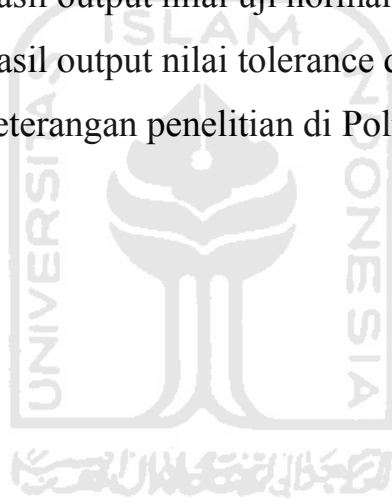 asil output nilai uji normal
asil output nilai tolerance
eterangan penelitian di Pol
ISLAM
UNIVERSITAS
INDONESIA